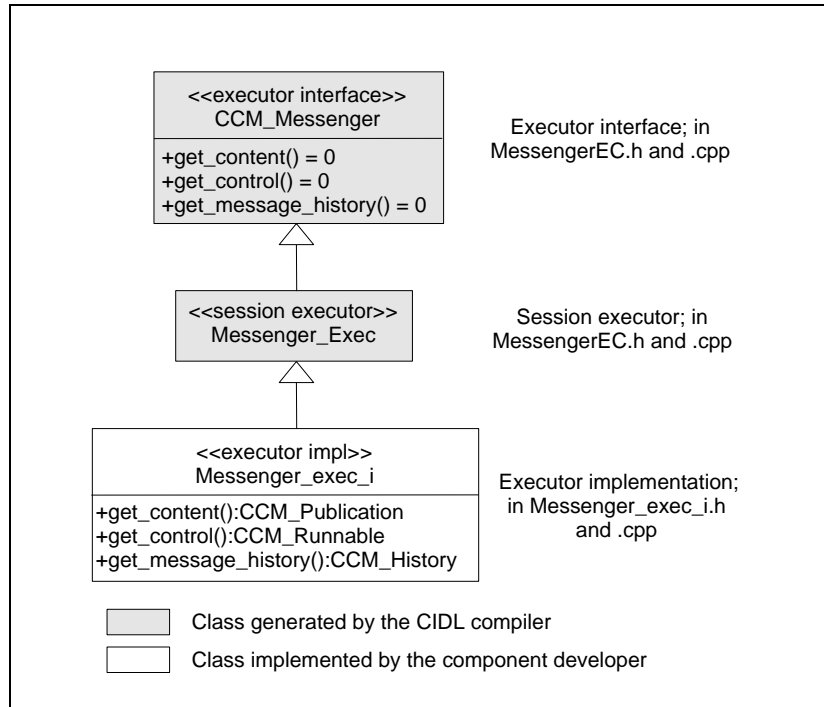 <<executor interface>>
CCM_Messenger
+get_content() = 0
+get_control() = 0
+get_message_history() = 0
Executor interface; in
MessengerEC.h and .cpp
<<session executor>>
Messenger_Exec
Session executor; in
MessengerEC.h and .cpp
<<executor impl>>
Messenger_exec_i
+get_content():CCM_Publication
+get_control():CCM_Runnable
+get_message_history():CCM_History
Executor implementation;
in Messenger_exec_i.h
and .cpp
Class generated by the CIDL compiler
Class implemented by the component developer